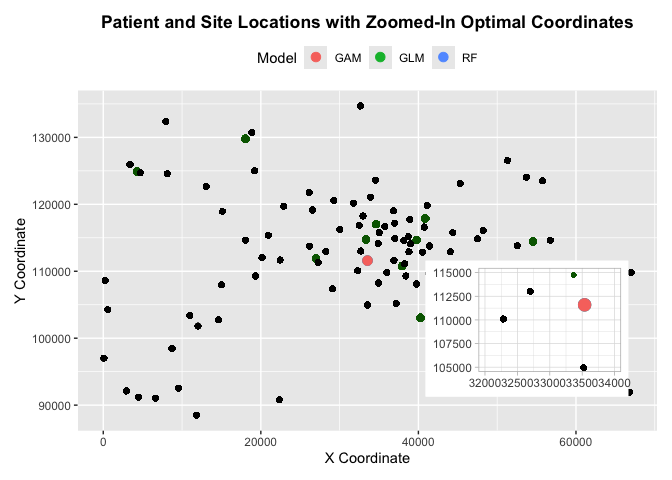 Patient and Site Locations with Zoomed-In Optimal Coordinates
Model GAM GLM RF
130000
120000
110000
100000
90000
Y Coordinate
115000
112500
110000
107500
105000
32000 32500 33000 33500 34000
0 20000 40000 60000
X Coordinate